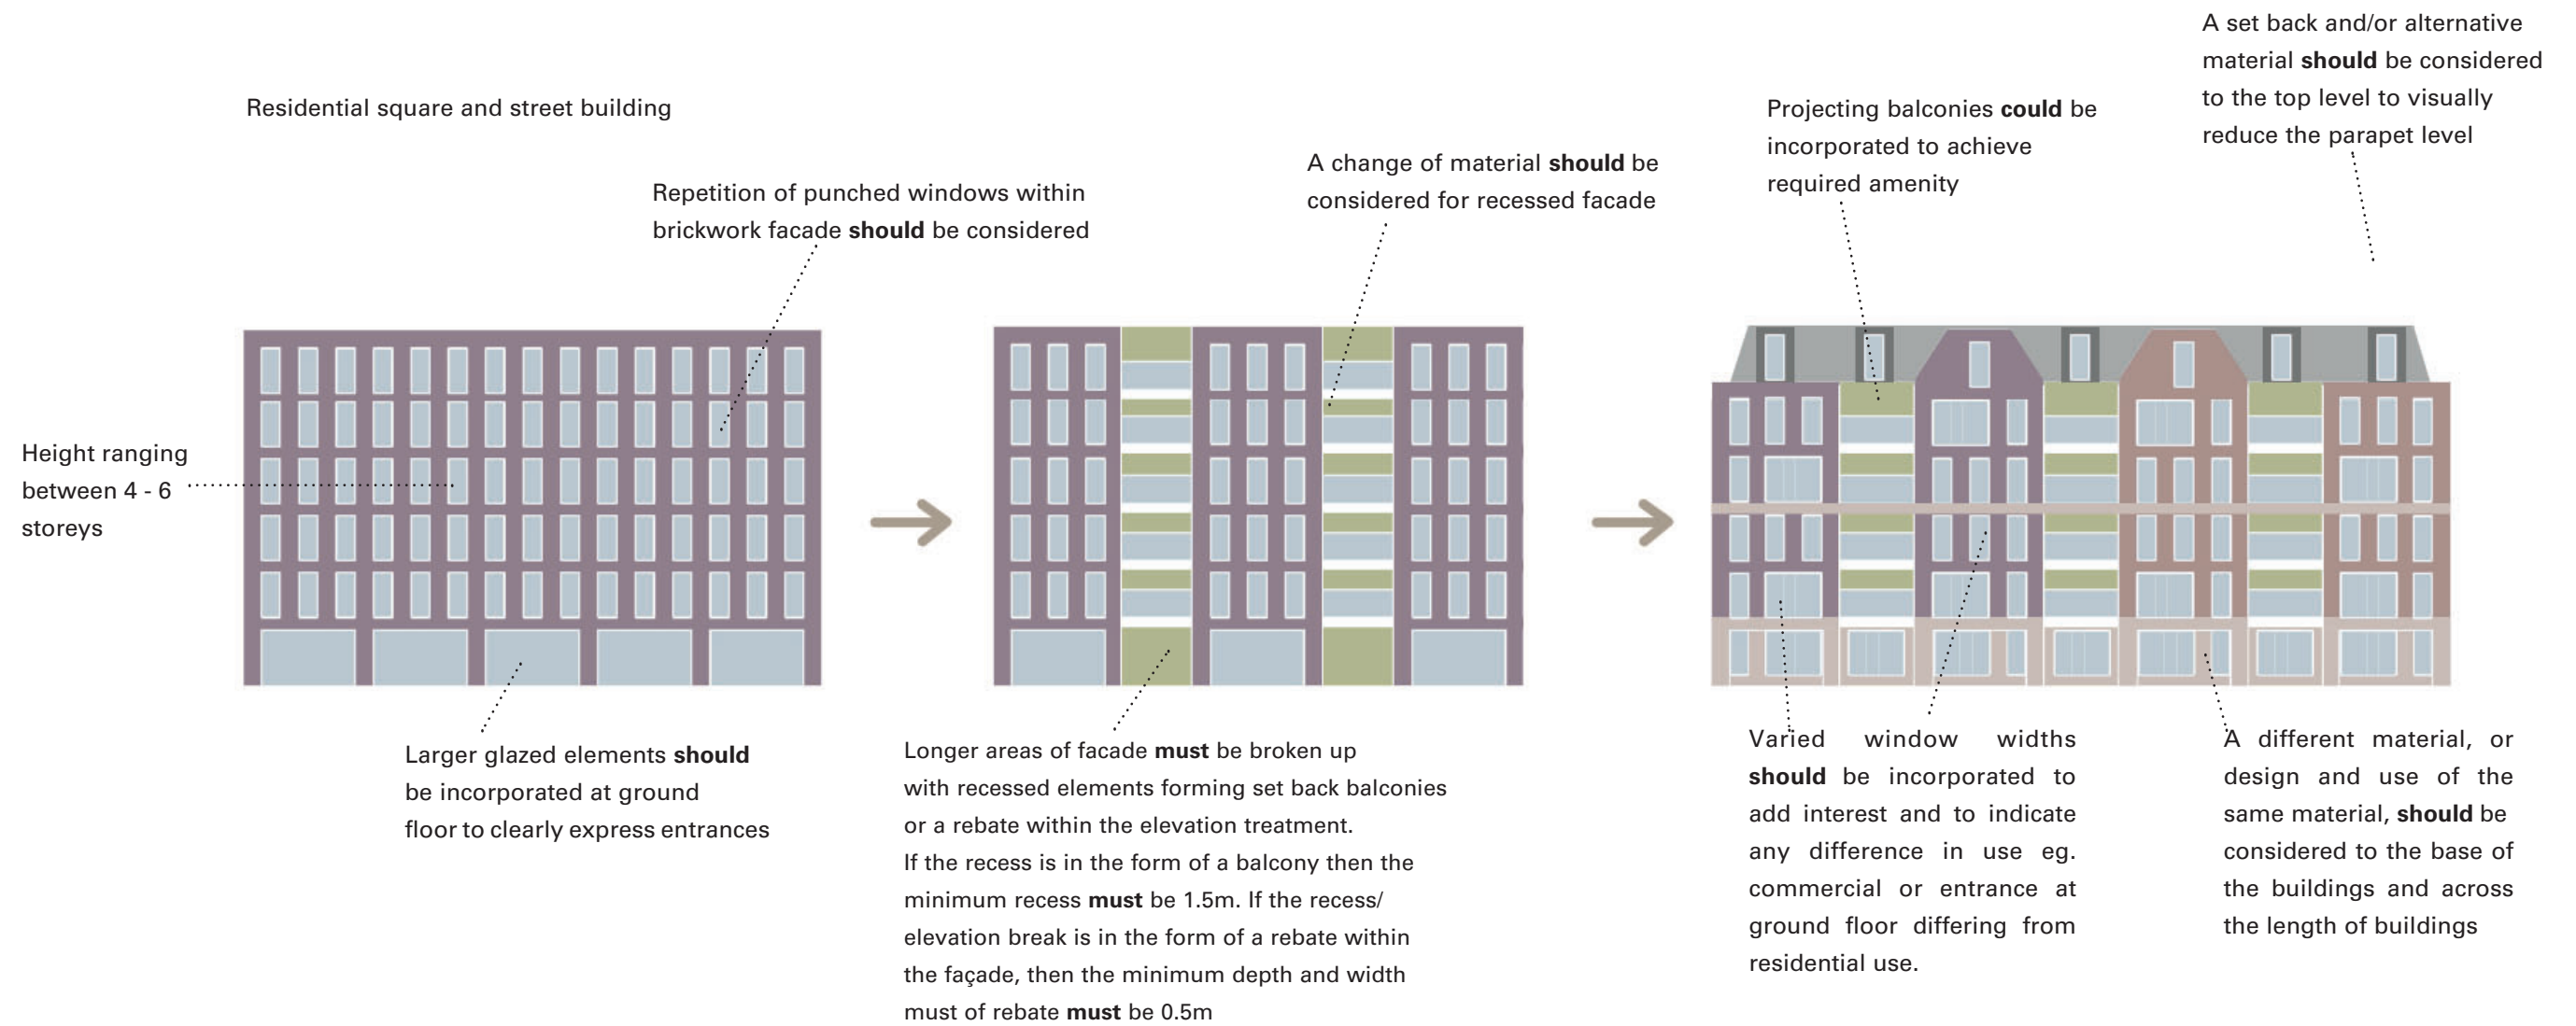 Residential square and street building
Repetition of punched windows within
brickwork facade should be considered
A change of material should be
considered for recessed facade
Projecting balconies could be
incorporated to achieve
required amenity
A set back and/or alternative
material should be considered
to the top level to visually
reduce the parapet level
Height ranging
between 4 - 6
storeys
Larger glazed elements should
be incorporated at ground
floor to clearly express entrances
Longer areas of facade must be broken up
with recessed elements forming set back balconies
or a rebate within the elevation treatment.
If the recess is in the form of a balcony then the
minimum recess must be 1.5m. If the recess/
elevation break is in the form of a rebate within
the façade, then the minimum depth and width
must of rebate must be 0.5m
Varied window widths
should be incorporated to
add interest and to indicate
any difference in use eg.
commercial or entrance at
ground floor differing from
residential use.
A different material, or
design and use of the
same material, should be
considered to the base of
the buildings and across
the length of buildings